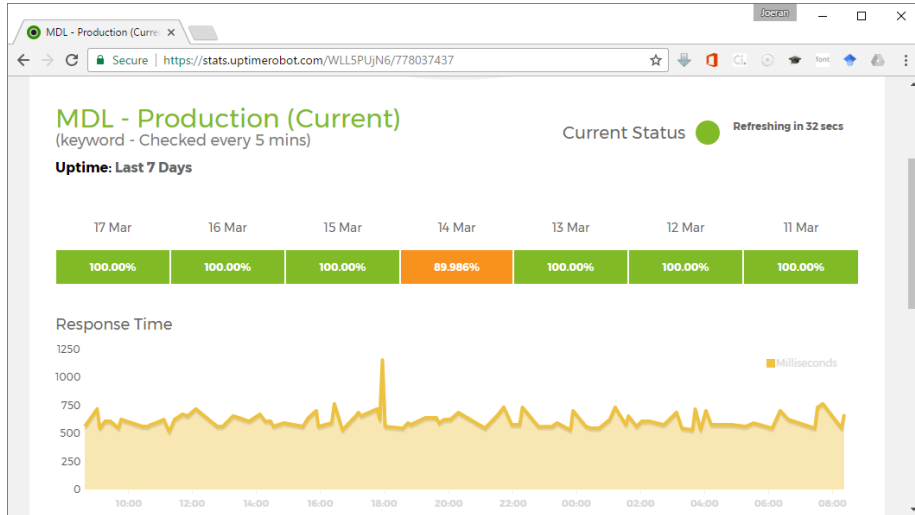 Joeran
MDL - Production (Curre
Secure | https://stats.uptimerobot.com/WLL5PUjN6/778037437
CL
font
MDL - Production (Current)
(keyword - Checked every 5 mins)
Current Status
Refreshing in 32 secs
Uptime: Last 7 Days
17 Mar 16 Mar 15 Mar 14 Mar 13 Mar 12 Mar 11 Mar
100.00% 100.00% 100.00% 89.986% 100.00% 100.00% 100.00%
Response Time
Milliseconds
1250
1000
750
500
250
0
10:00 12:00 14:00 16:00 18:00 20:00 22:00 00:00 02:00 04:00 06:00 08:00